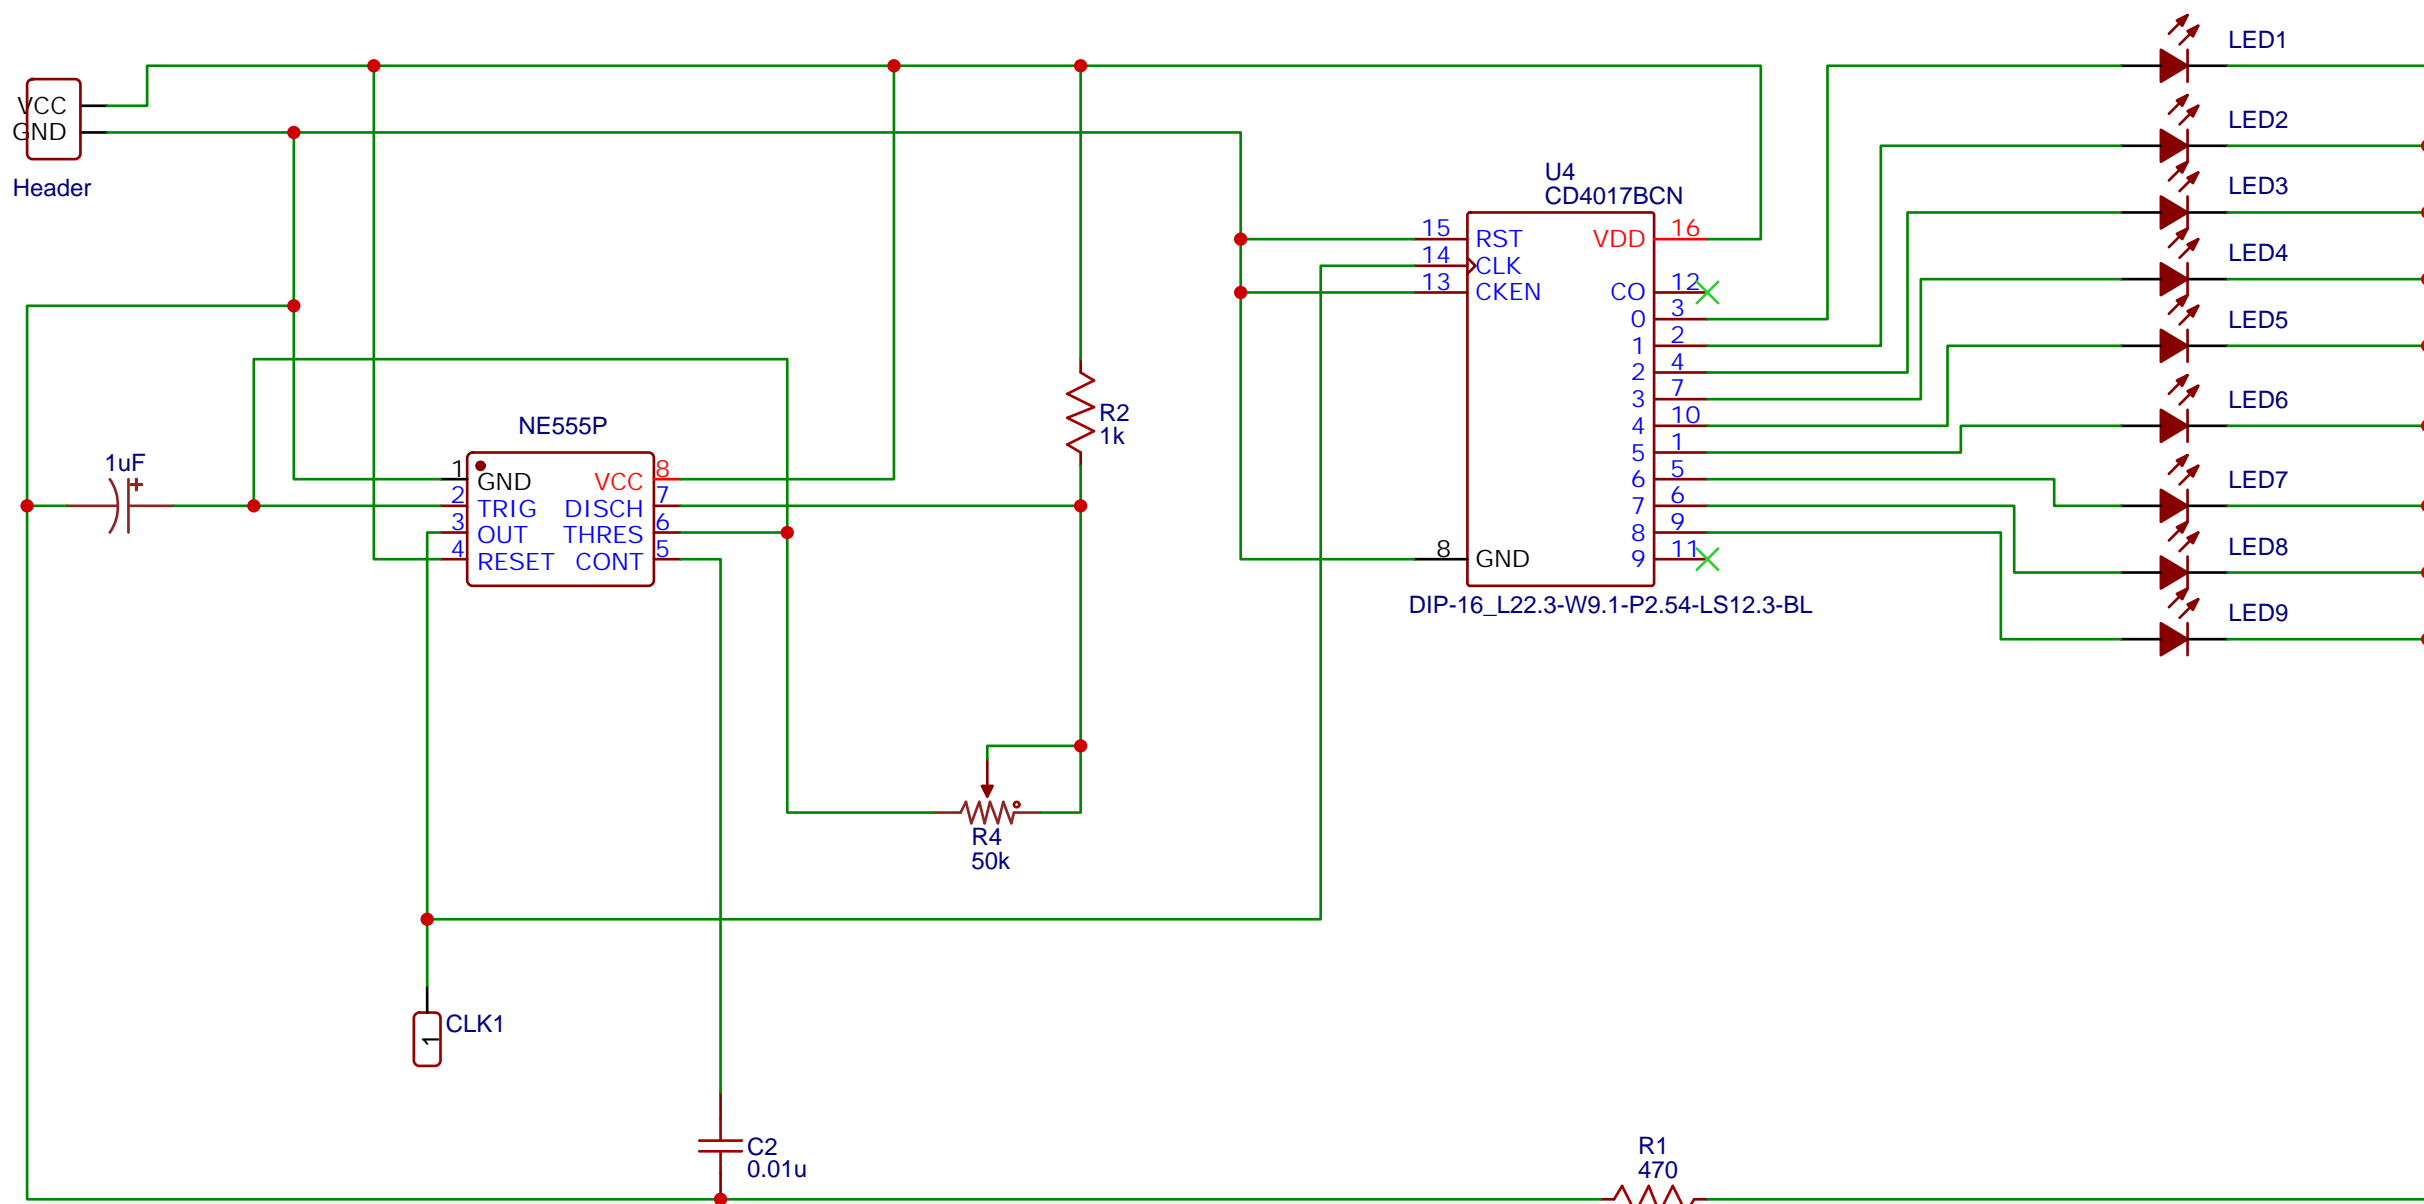 VCC
GND
Header
1uF
NE555P
1
GND
2
TRIG
3
OUT
4
RESET
VCC
8
DISCH
7
THRES
6
CONT
5
R2
1k
R4
50k
CLK1
1
C2
0.01u
R1
470
U4
CD4017BCN
15
RST
14
CLK
13
CKEN
8
GND
VDD
16
CO
12
0
3
1
2
2
4
3
7
4
10
5
1
6
5
7
6
8
9
9
11
DIP-16_L22.3-W9.1-P2.54-LS12.3-BL
LED1
LED2
LED3
LED4
LED5
LED6
LED7
LED8
LED9